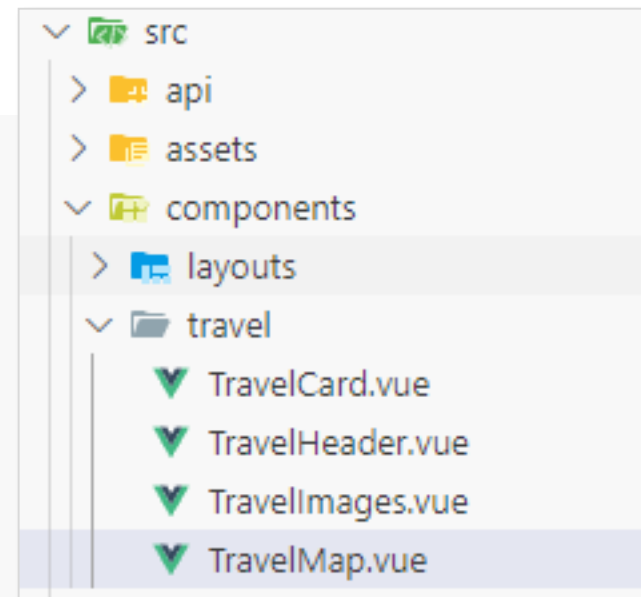 src
api
assets
components
layouts
travel
TravelCard.vue
TravelHeader.vue
TravelImages.vue
TravelMap.vue